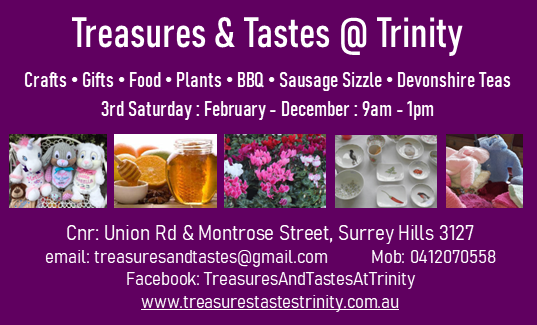 Treasures & Tastes @ Trinity
Crafts • Gifts • Food • Plants • BBQ • Sausage Sizzle • Devonshire Teas
3rd Saturday : February - December : 9am - 1pm
Cnr: Union Rd & Montrose Street, Surrey Hills 3127
email: treasuresandtastes@gmail.com Mob: 0412070558
Facebook: TreasuresAndTastesAtTrinity
www.treasurestastestrinity.com.au